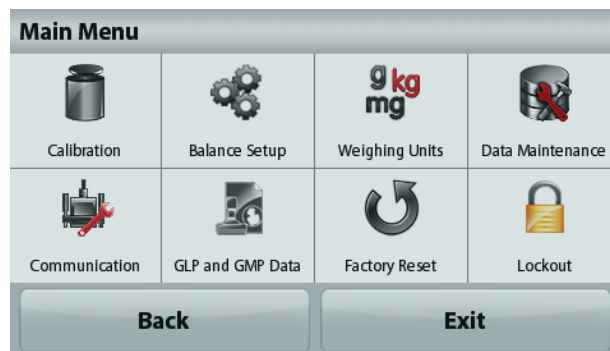 Main Menu
g kg
mg
Calibration
Balance Setup
Weighing Units
Data Maintenance
Communication
GLP and GMP Data
Factory Reset
Lockout
Back
Exit